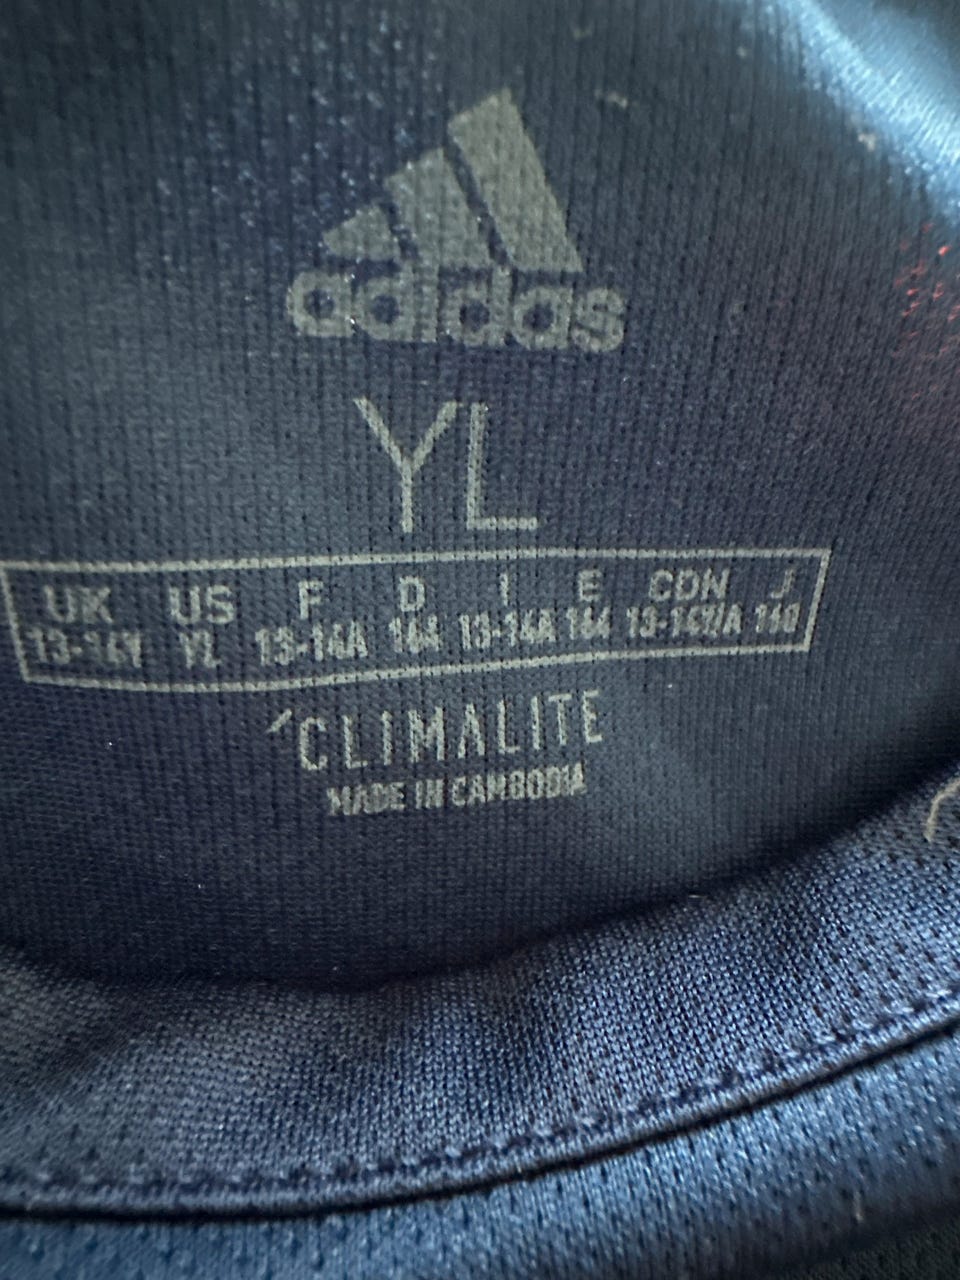 adidas
YL
UK US F D I E CDN J
13-14Y YL 13-14A 164 13-14A 164 13-14Y/A 160
'CLIMALITE
MADE IN CAMBODIA